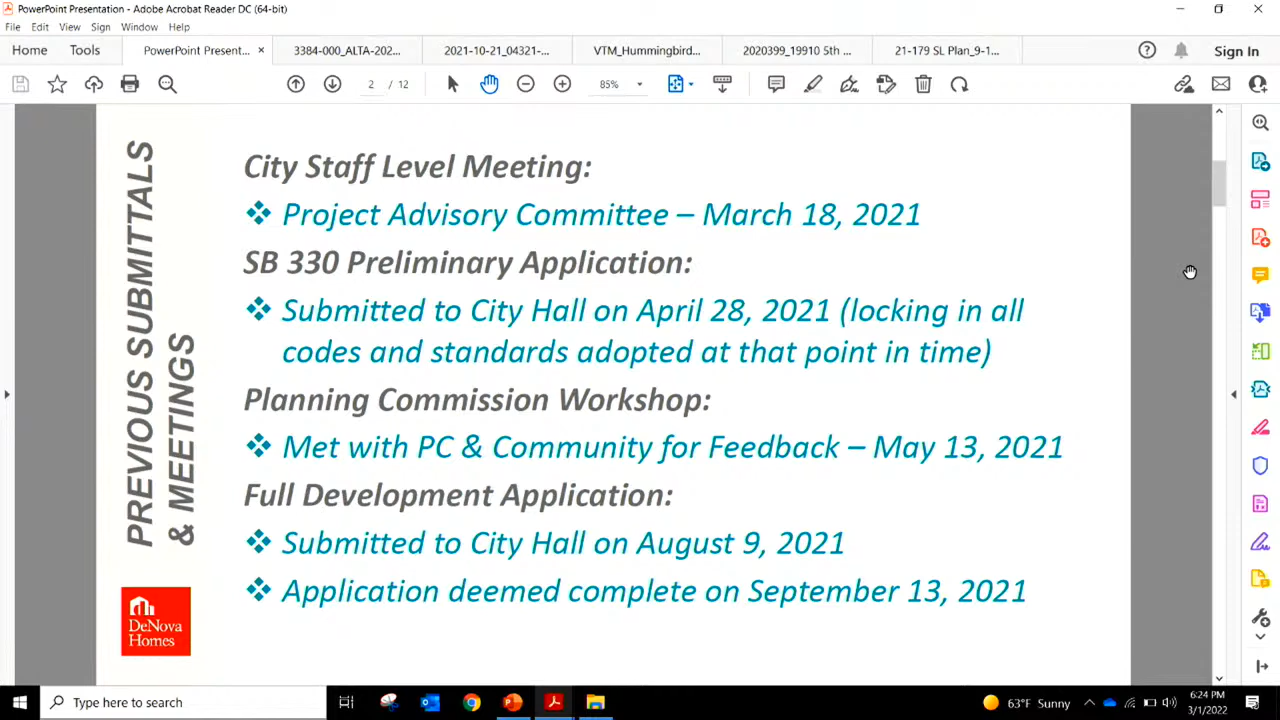 PowerPoint Presentation - Adobe Acrobat Reader DC (64-bit)
File Edit View Sign Window Help
Home Tools PowerPoint Present... × 3384-000_ALTA-202... 2021-10-21_04321-... VTM_Hummingbird... 2020399_19910 5th ... 21-179 SL Plan_9-1... Sign In
2 / 12 85%
PREVIOUS SUBMITTALS
& MEETINGS
City Staff Level Meeting:
❖ Project Advisory Committee – March 18, 2021
SB 330 Preliminary Application:
❖ Submitted to City Hall on April 28, 2021 (locking in all
codes and standards adopted at that point in time)
Planning Commission Workshop:
❖ Met with PC & Community for Feedback – May 13, 2021
Full Development Application:
❖ Submitted to City Hall on August 9, 2021
❖ Application deemed complete on September 13, 2021
DeNova
Homes
Type here to search
63°F Sunny
6:24 PM
3/1/2022